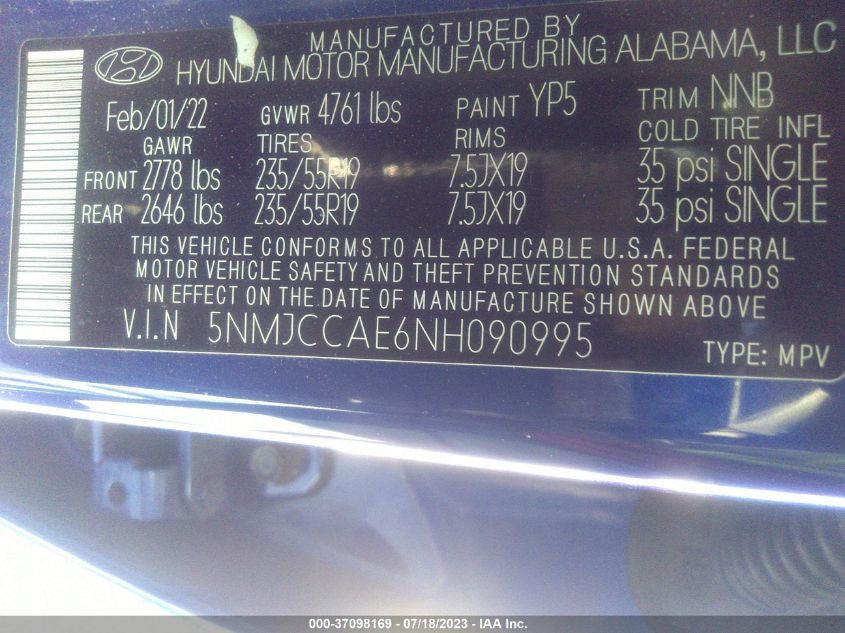 MANUFACTURED BY
HYUNDAI MOTOR MANUFACTURING ALABAMA, LLC
Feb/01/22 GVWR 4761 lbs PAINT YP5 TRIM NNB
GAWR TIRES RIMS COLD TIRE INFL
FRONT 2778 lbs 235/55R19 7.5JX19 35 psi SINGLE
REAR 2646 lbs 235/55R19 7.5JX19 35 psi SINGLE
THIS VEHICLE CONFORMS TO ALL APPLICABLE U.S.A. FEDERAL
MOTOR VEHICLE SAFETY AND THEFT PREVENTION STANDARDS
IN EFFECT ON THE DATE OF MANUFACTURE SHOWN ABOVE
V.I.N 5NMJCCAE6NH090995 TYPE: MPV
000-37098169 - 07/18/2023 - IAA Inc.